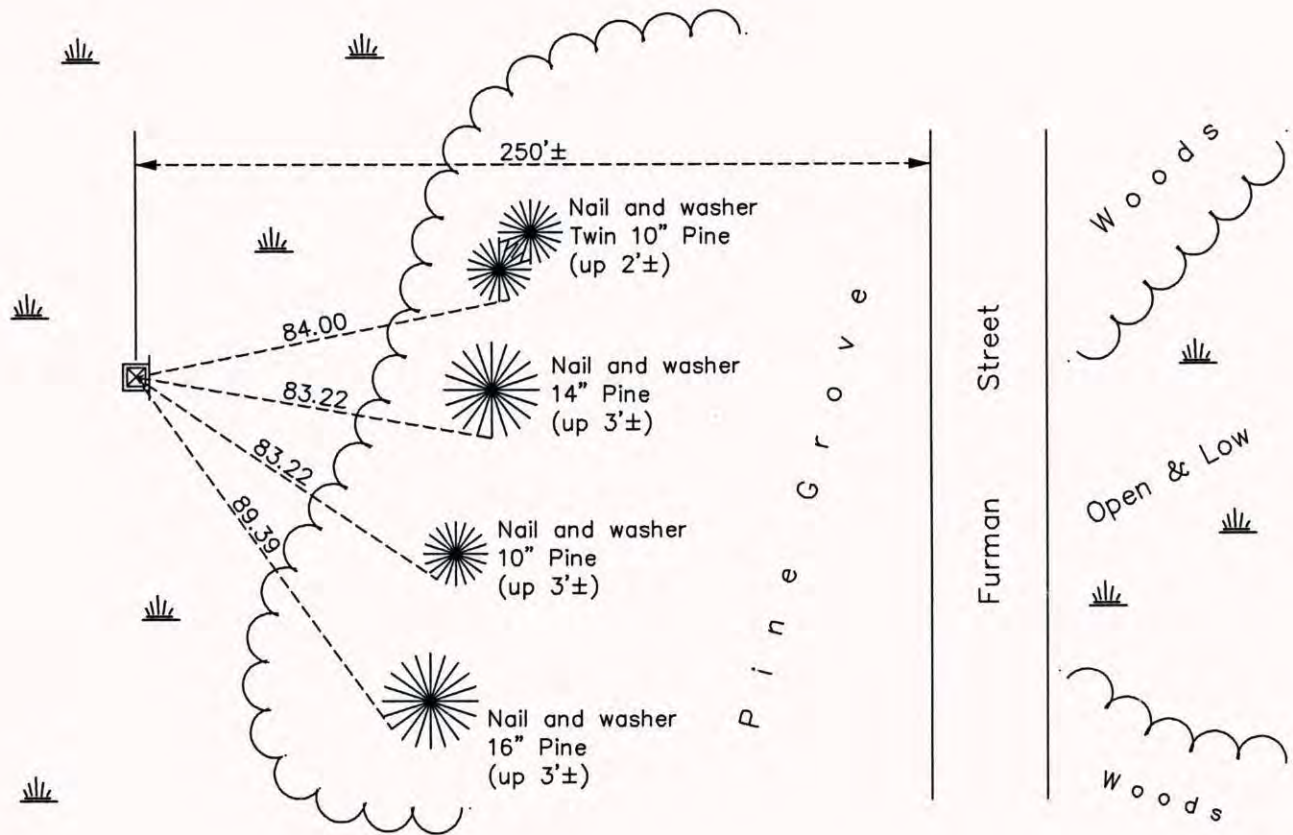 250'±
Nail and washer
Twin 10" Pine
(up 2'±)
84.00
Nail and washer
14" Pine
(up 3'±)
83.22
83.22
Nail and washer
10" Pine
(up 3'±)
89.39
Nail and washer
16" Pine
(up 3'±)
Pine Grove
Furman Street
Woods
Open & Low
Woods